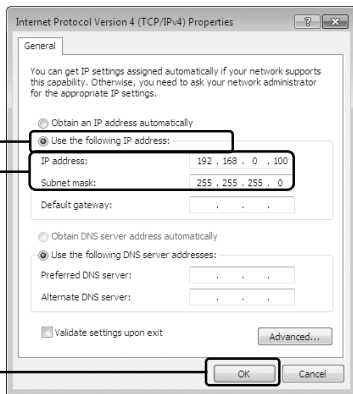 Internet Protocol Version 4 (TCP/IPv4) Properties
General
You can get IP settings assigned automatically if your network supports
this capability. Otherwise, you need to ask your network administrator
for the appropriate IP settings.
Obtain an IP address automatically
Use the following IP address:
IP address: 192 . 168 . 0 . 100
Subnet mask: 255 . 255 . 255 . 0
Default gateway: . . .
Obtain DNS server address automatically
Use the following DNS server addresses:
Preferred DNS server: . . .
Alternate DNS server: . . .
Validate settings upon exit
Advanced...
OK Cancel